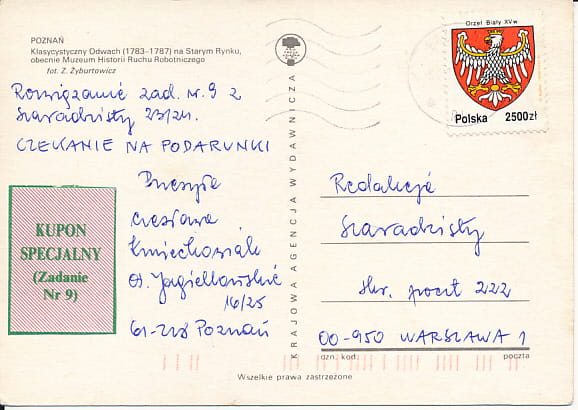 POZNAŃ
Klasycystyczny Odwach (1783-1787) na Starym Rynku,
obecnie Muzeum Historii Ruchu Robotniczego
fot. Z. Zyburtowicz
Rozwiązanie zad. nr. 9 z
Szaradzisty 23/24.
CZEKANIE NA PODARUNKI
KUPON
SPECJALNY
(Zadanie
Nr 9)
Czesława
Os. Jagiellońskie
16/25
61-228 Poznań
KRAJOWA AGENCJA WYDAWNICZA
Orzeł Biały XVw
Polska 2500zł
Redakcja
Szaradzisty
skr. poczt 222
00-950 WARSZAWA 1
ozn. kod. poczta
Wszelkie prawa zastrzeżone